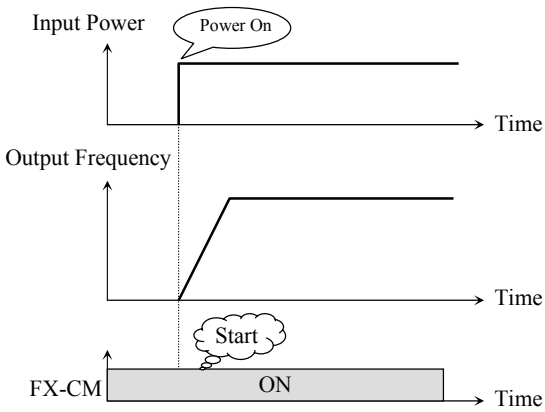 Input Power
Power On
Time
Output Frequency
Time
Start
FX-CM
ON
Time